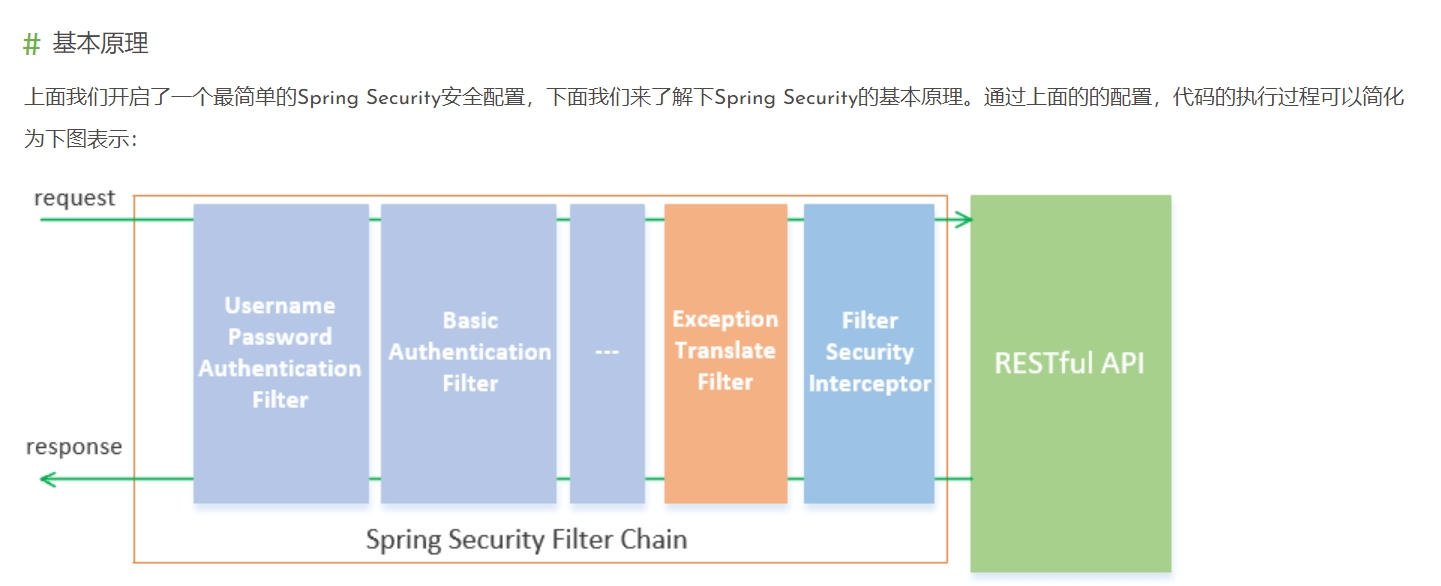 # 基本原理
上面我们开启了一个最简单的Spring Security安全配置，下面我们来了解下Spring Security的基本原理。通过上面的的配置，代码的执行过程可以简化
为下图表示：
request
Username
Password
Authentication
Filter
Basic
Authentication
Filter
---
Exception
Translate
Filter
Filter
Security
Interceptor
RESTful API
response
Spring Security Filter Chain